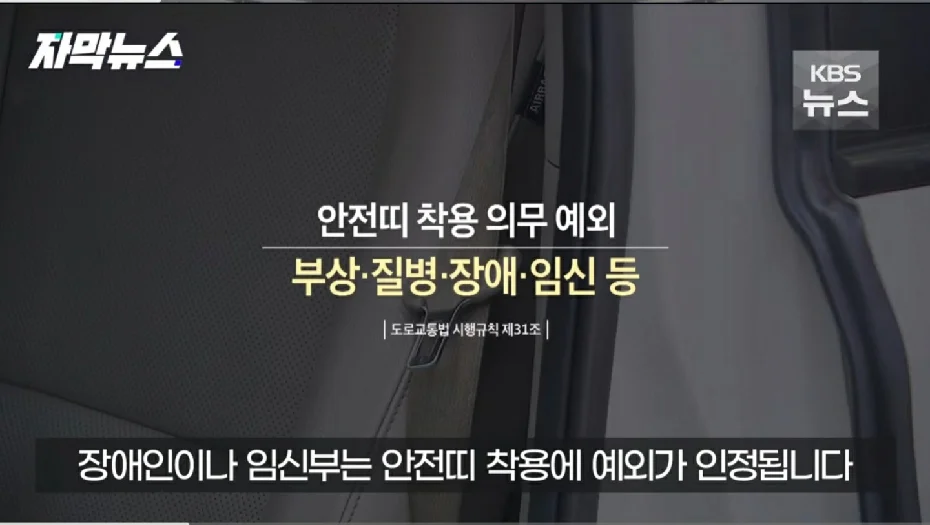 자막뉴스
KBS
뉴스
AIRBA
안전띠 착용 의무 예외
부상·질병·장애·임신 등
| 도로교통법 시행규칙 제31조 |
장애인이나 임신부는 안전띠 착용에 예외가 인정됩니다